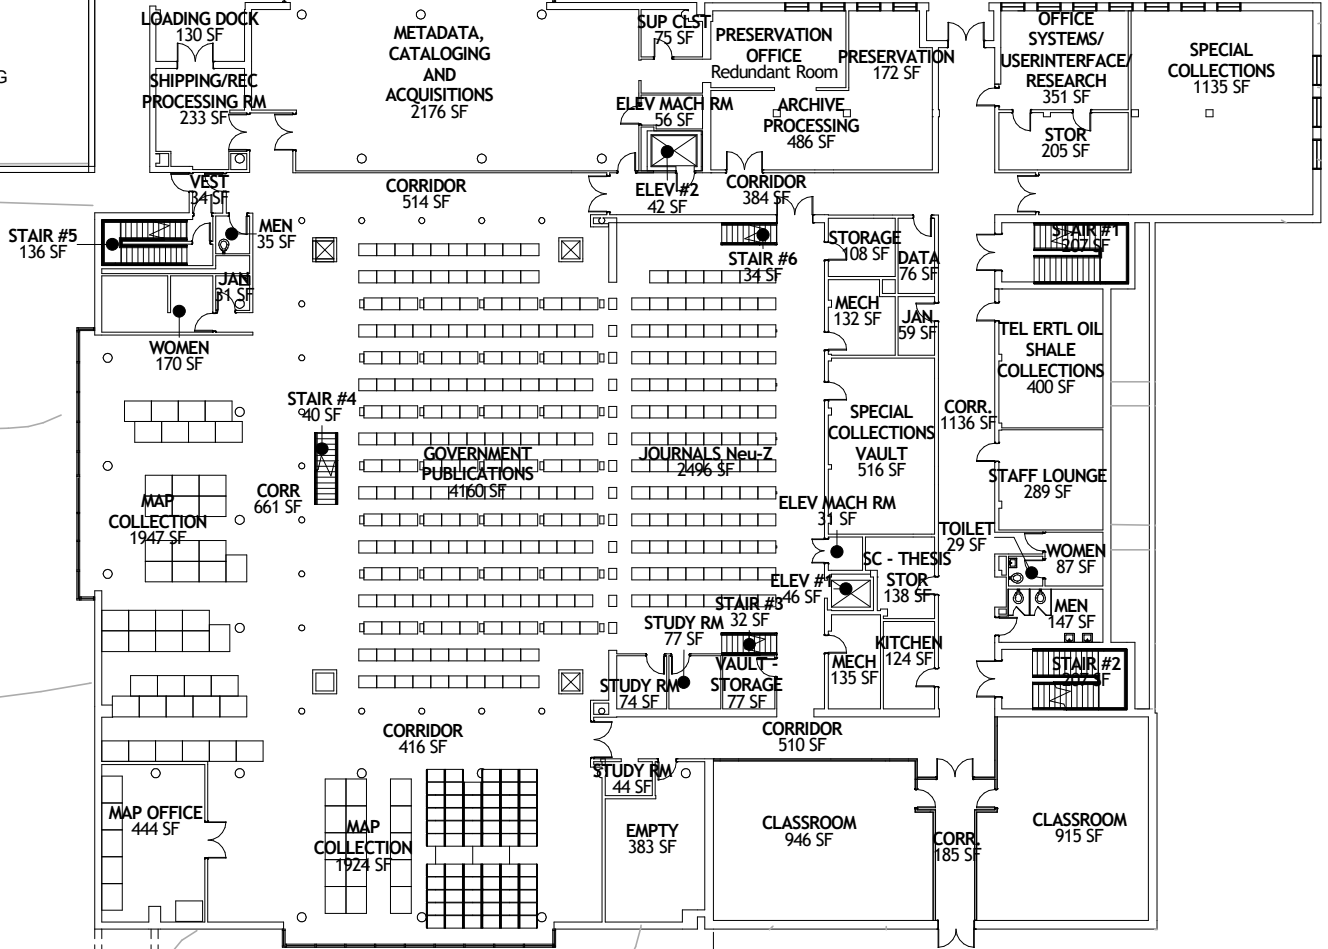 G
LOADING DOCK
130 SF
SHIPPING/REC
PROCESSING RM
233 SF
METADATA,
CATALOGING
AND
ACQUISITIONS
2176 SF
SUP CLST
75 SF
ELEV MACH RM
56 SF
PRESERVATION
OFFICE
Redundant Room
PRESERVATION
172 SF
ARCHIVE
PROCESSING
486 SF
OFFICE
SYSTEMS/
USERINTERFACE/
RESEARCH
351 SF
STOR
205 SF
SPECIAL
COLLECTIONS
1135 SF
VEST
34 SF
CORRIDOR
514 SF
ELEV #2
42 SF
CORRIDOR
384 SF
STAIR #5
136 SF
MEN
35 SF
JAN
31 SF
WOMEN
170 SF
STAIR #6
34 SF
STORAGE
108 SF
DATA
76 SF
MECH
132 SF
JAN
59 SF
STAIR #1
207 SF
TEL ERTL OIL
SHALE
COLLECTIONS
400 SF
STAIR #4
40 SF
CORR
661 SF
MAP
COLLECTION
1947 SF
GOVERNMENT
PUBLICATIONS
4160 SF
JOURNALS Neu-Z
2496 SF
SPECIAL
COLLECTIONS
VAULT
516 SF
CORR.
1136 SF
STAFF LOUNGE
289 SF
ELEV MACH RM
31 SF
TOILET
29 SF
WOMEN
87 SF
SC - THESIS
STOR
138 SF
ELEV #1
46 SF
MEN
147 SF
STAIR #3
32 SF
STUDY RM
77 SF
STUDY RM
74 SF
VAULT -
STORAGE
77 SF
MECH
135 SF
KITCHEN
124 SF
STAIR #2
207 SF
CORRIDOR
416 SF
CORRIDOR
510 SF
STUDY RM
44 SF
MAP OFFICE
444 SF
MAP
COLLECTION
1924 SF
EMPTY
383 SF
CLASSROOM
946 SF
CORR.
185 SF
CLASSROOM
915 SF